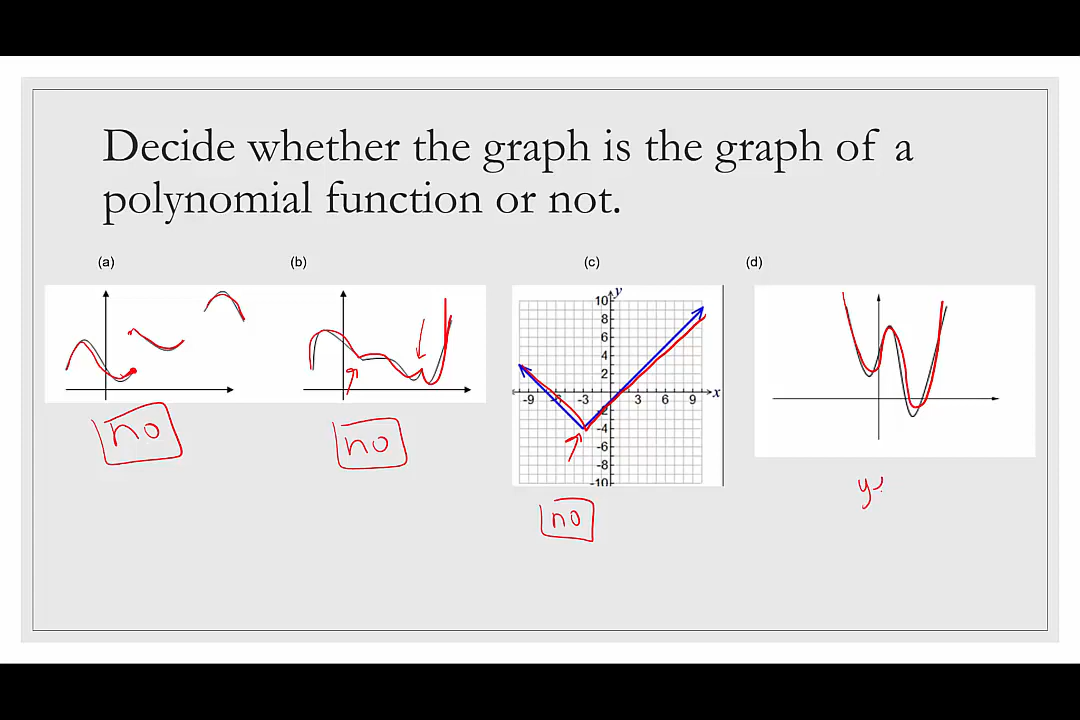 Decide whether the graph is the graph of a
polynomial function or not.
(a) (b) (c) (d)
y
10
8
6
4
2
-9 -3 3 6 9 x
-4
-6
-8
-10
no
no
no